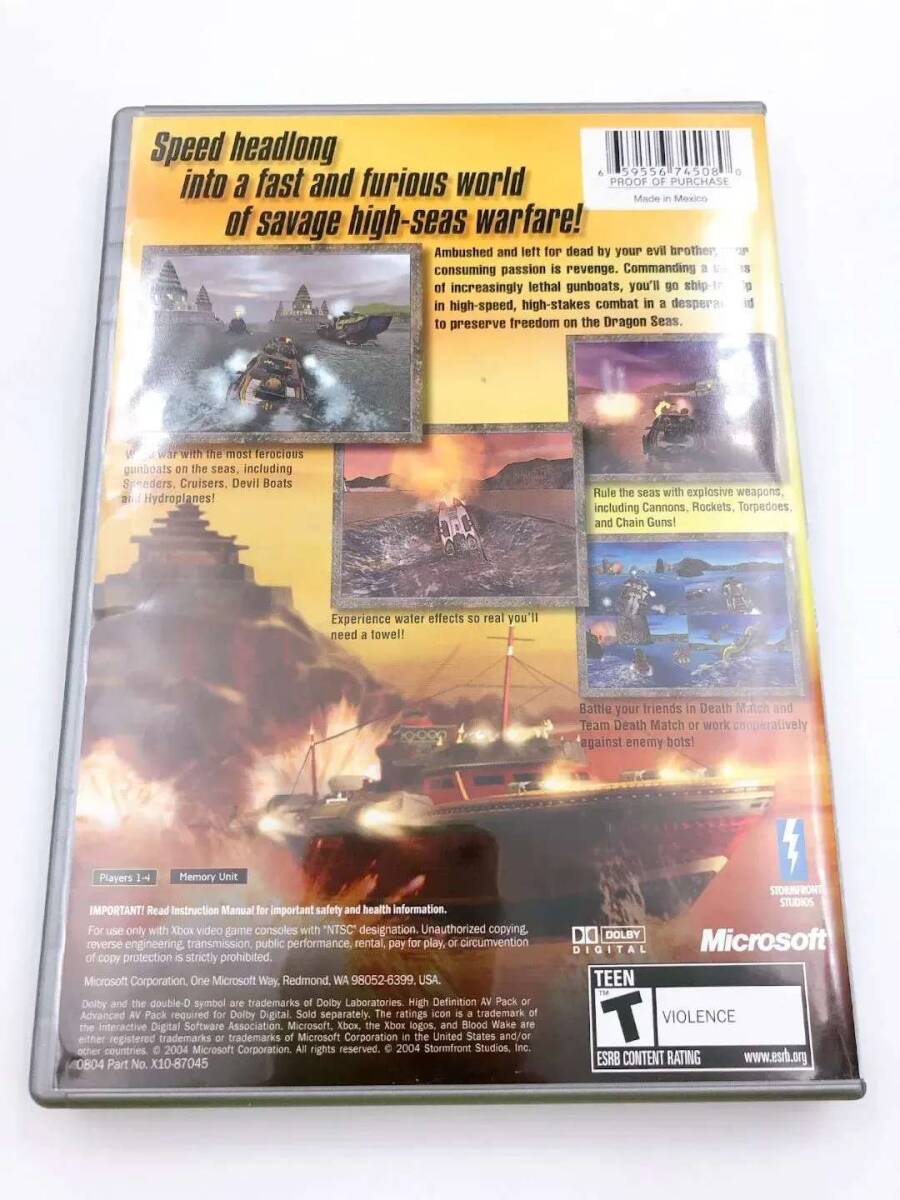 Speed headlong
into a fast and furious world
of savage high-seas warfare!
6 59556 74508 0
PROOF OF PURCHASE
Made in Mexico
Ambushed and left for dead by your evil brother,
consuming passion is revenge. Commanding a
of increasingly lethal gunboats, you'll go
in high-speed, high-stakes combat in a
to preserve freedom on the Dragon Seas.
war with the most ferocious
gunboats on the seas, including
Speeders, Cruisers, Devil Boats
and Hydroplanes!
Rule the seas with explosive weapons,
including Cannons, Rockets, Torpedoes,
and Chain Guns!
Experience water effects so real you'll
need a towel!
Battle your friends in Death Match and
Team Death Match or work cooperatively
against enemy bots!
Players 1-4
Memory Unit
STORMFRONT
STUDIOS
IMPORTANT! Read Instruction Manual for important safety and health information.
For use only with Xbox video game consoles with "NTSC" designation. Unauthorized copying,
reverse engineering, transmission, public performance, rental, pay for play, or circumvention
of copy protection is strictly prohibited.
Microsoft Corporation, One Microsoft Way, Redmond, WA 98052-6399, USA.
Dolby and the double-D symbol are trademarks of Dolby Laboratories. High Definition AV Pack or
Advanced AV Pack required for Dolby Digital. Sold separately. The ratings icon is a trademark of
the Interactive Digital Software Association. Microsoft, Xbox, the Xbox logos, and Blood Wake are
either registered trademarks or trademarks of Microsoft Corporation in the United States and/or
other countries. © 2004 Microsoft Corporation. All rights reserved. © 2004 Stormfront Studios, Inc.
0804 Part No. X10-87045
DOLBY
DIGITAL
Microsoft
TEEN
T
TM
VIOLENCE
ESRB CONTENT RATING
www.esrb.org